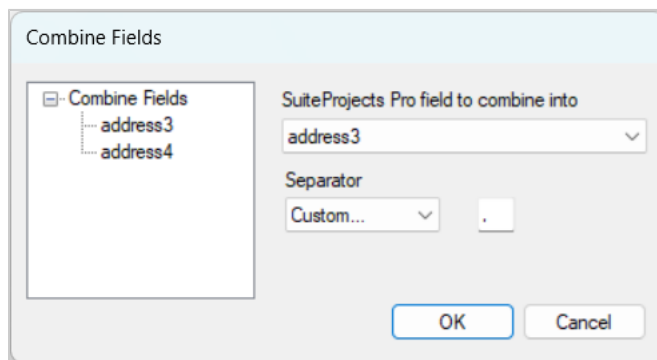 Combine Fields
Combine Fields
address3
address4
SuiteProjects Pro field to combine into
address3
Separator
Custom...
.
OK
Cancel